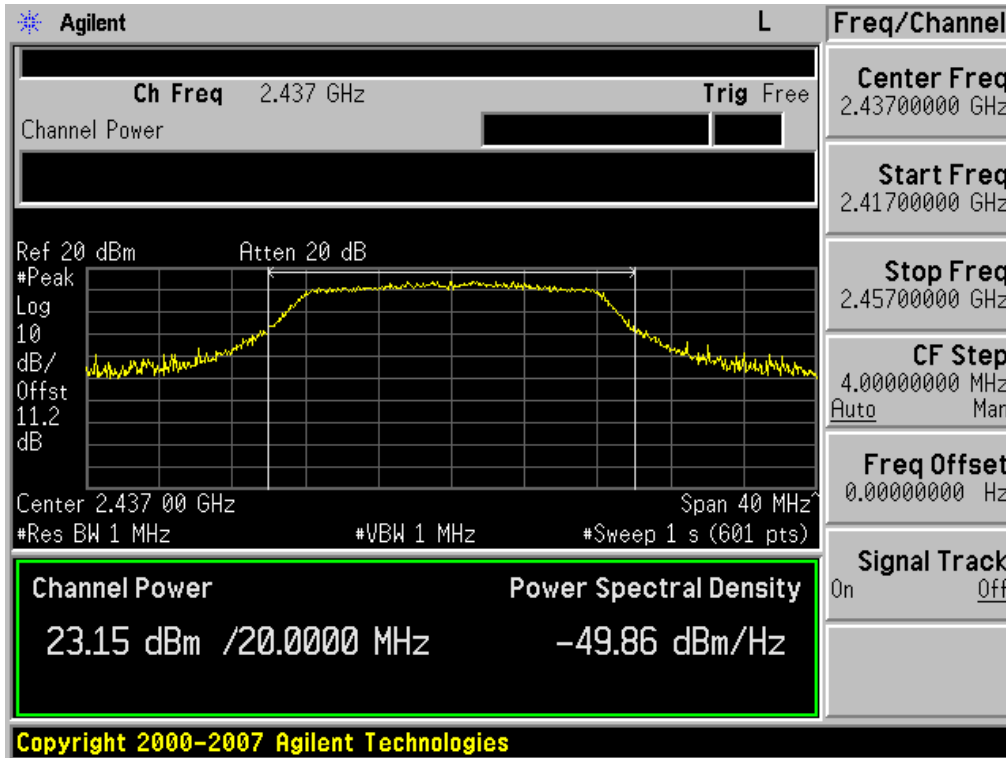 Agilent L Freq/Channel
Ch Freq 2.437 GHz Trig Free
Channel Power
Ref 20 dBm Atten 20 dB
#Peak
Log
10
dB/
Offst
11.2
dB
Center 2.437 00 GHz Span 40 MHz^
#Res BW 1 MHz #VBW 1 MHz #Sweep 1 s (601 pts)
Channel Power Power Spectral Density
23.15 dBm /20.0000 MHz -49.86 dBm/Hz
Copyright 2000-2007 Agilent Technologies
Center Freq
2.43700000 GHz
Start Freq
2.41700000 GHz
Stop Freq
2.45700000 GHz
CF Step
4.00000000 MHz
Auto Man
Freq Offset
0.00000000 Hz
Signal Track
On Off